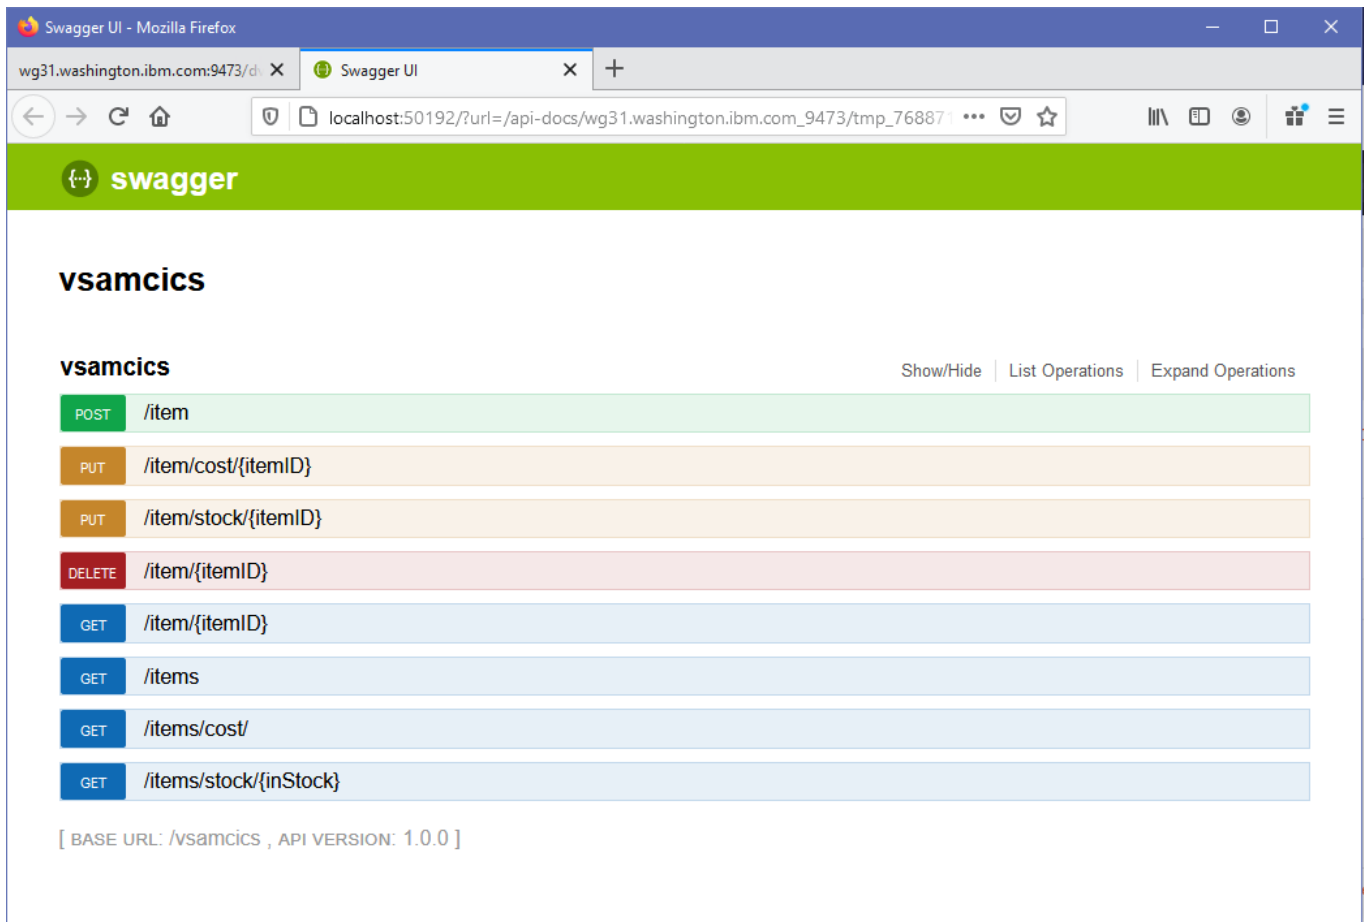 Swagger UI - Mozilla Firefox
wg31.washington.ibm.com:9473/d
Swagger UI
localhost:50192/?url=/api-docs/wg31.washington.ibm.com_9473/tmp_768871
{···} swagger
vsamcics
vsamcics Show/Hide List Operations Expand Operations
POST /item
PUT /item/cost/{itemID}
PUT /item/stock/{itemID}
DELETE /item/{itemID}
GET /item/{itemID}
GET /items
GET /items/cost/
GET /items/stock/{inStock}
[ BASE URL: /vsamcics , API VERSION: 1.0.0 ]